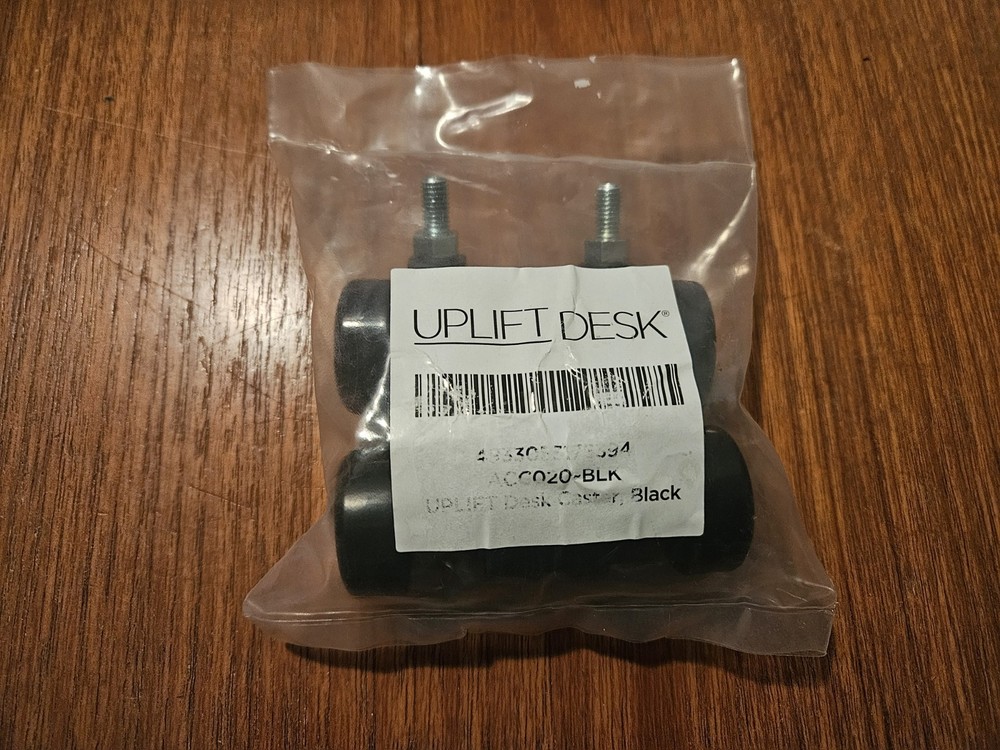 UPLIFT DESK®
ACC020-BLK
UPLIFT Desk Caster, Black